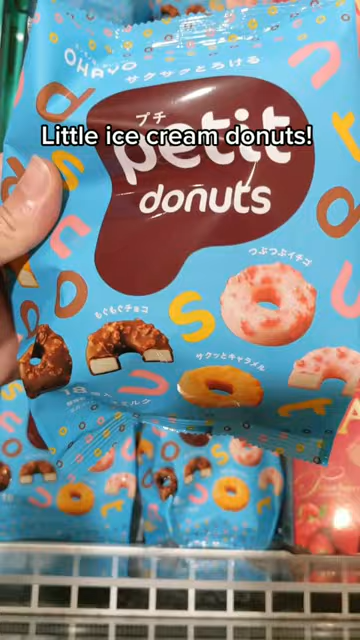 OHAYO
サクサクとろける
プチ
Little ice cream donuts!
petit
donuts
つぶつぶイチゴ
もぐもぐチョコ
サクッとキャラメル